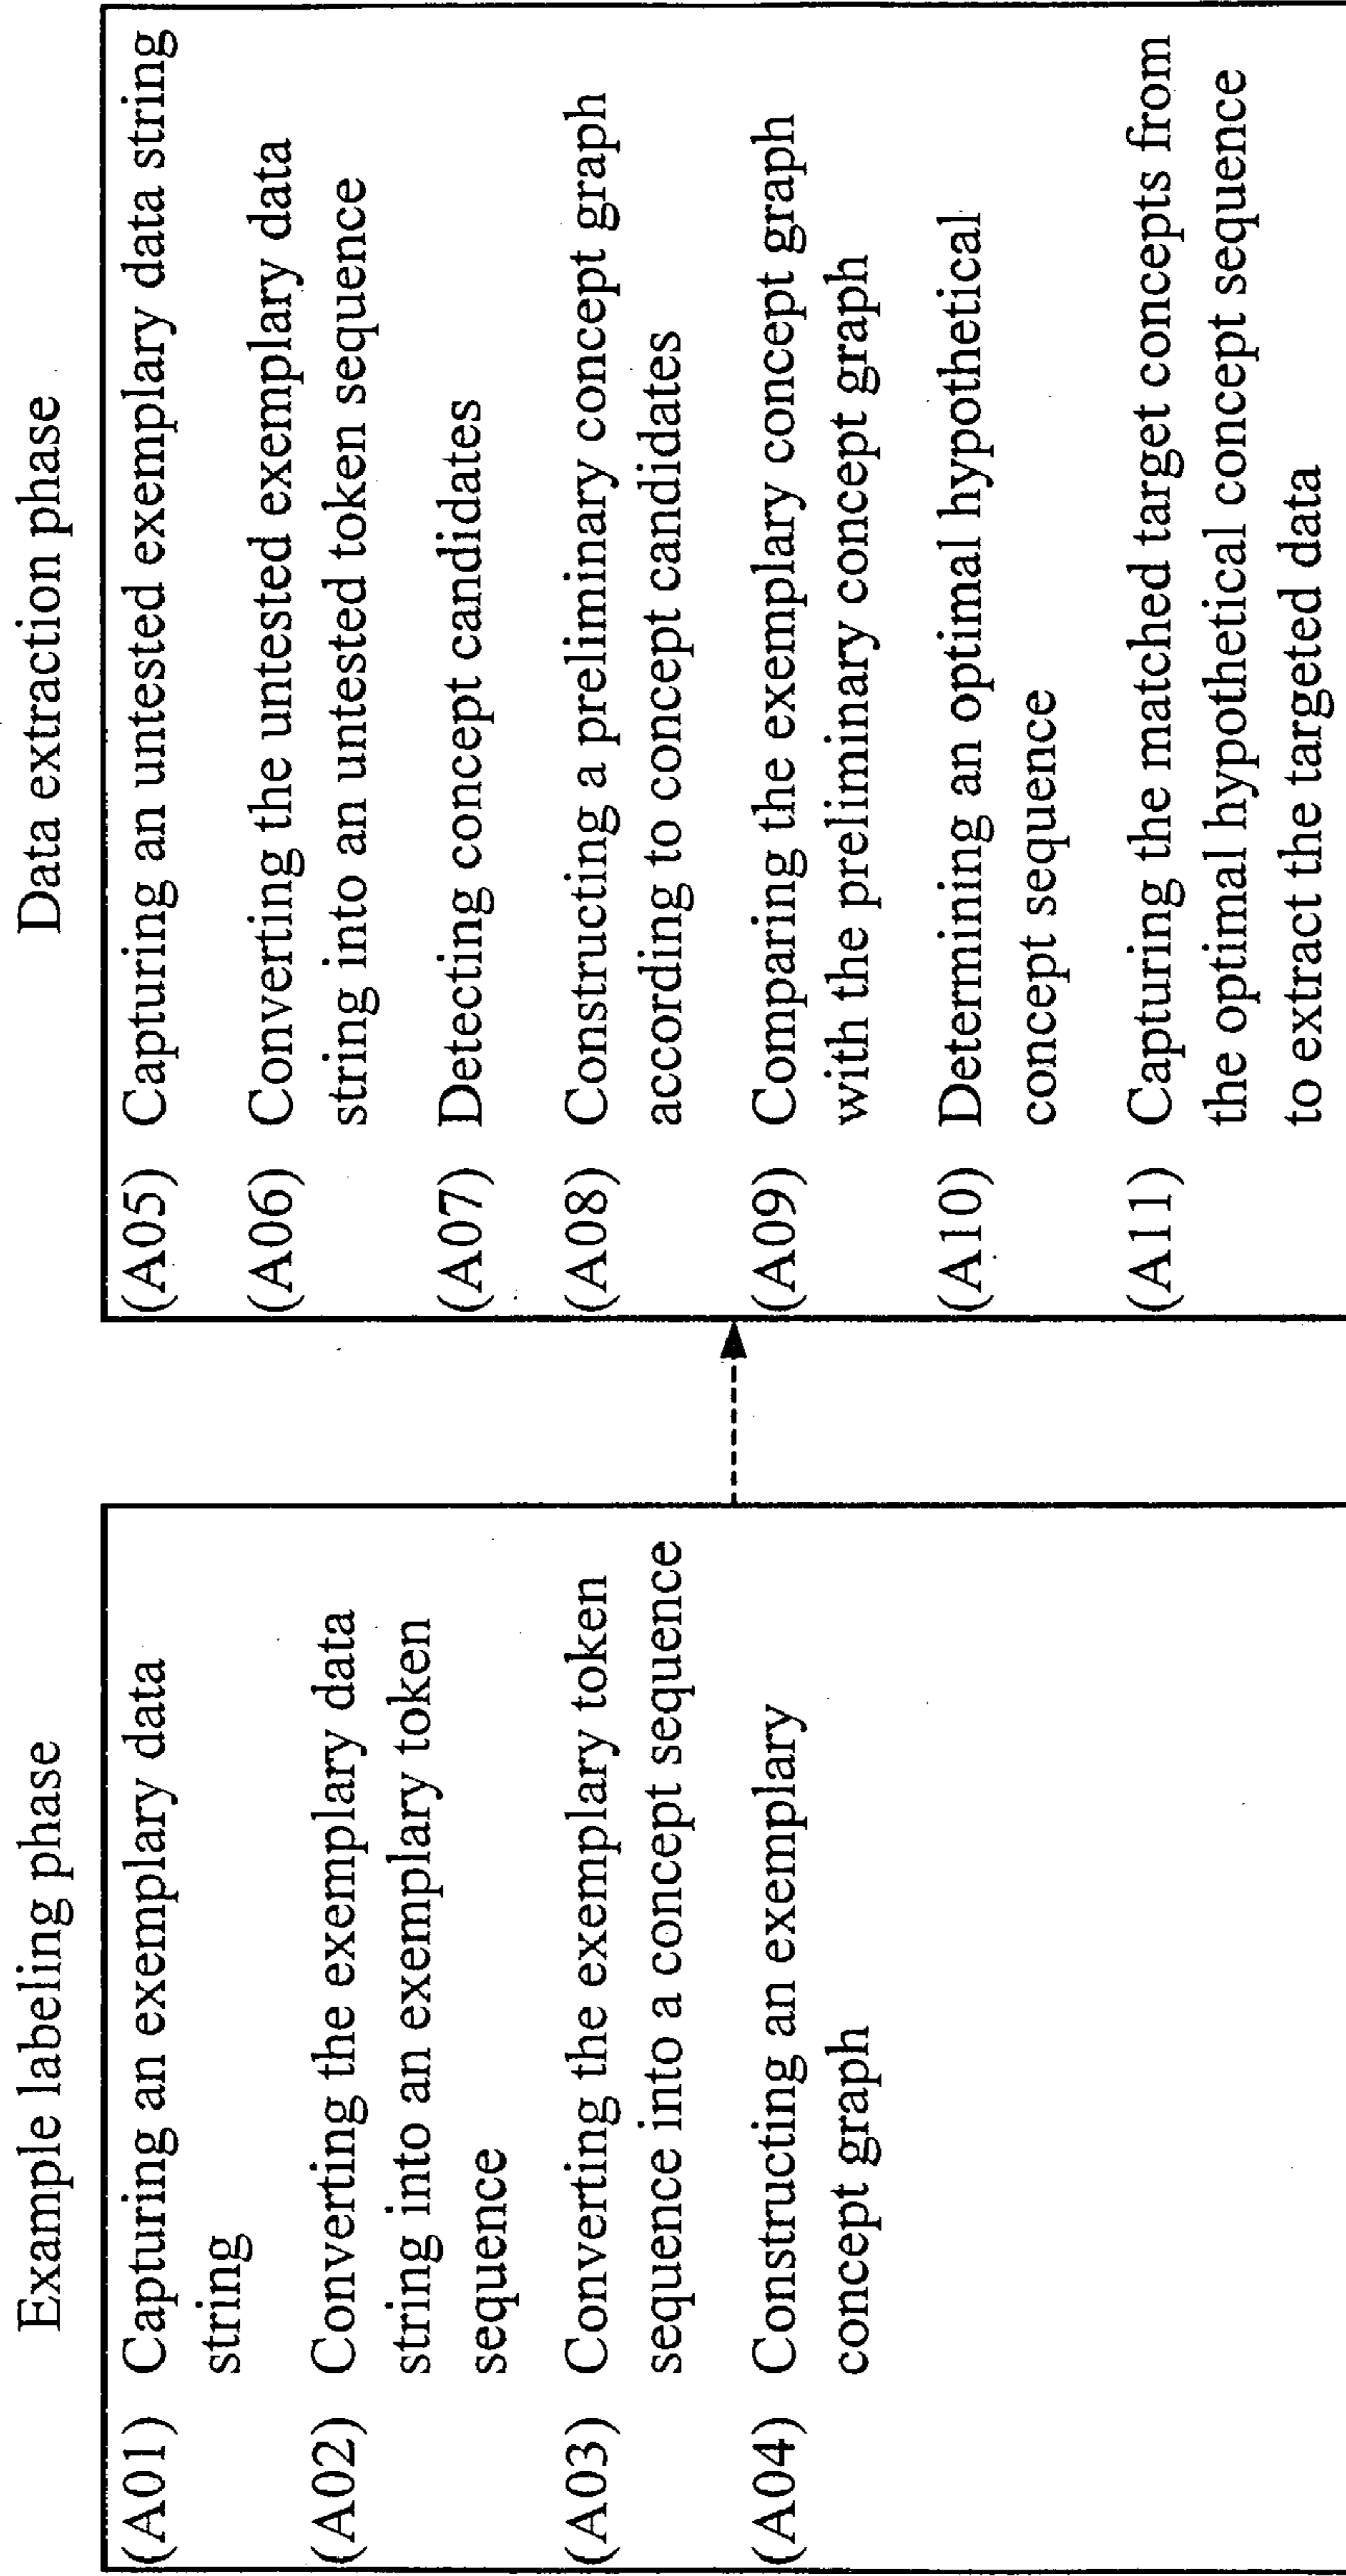 Example labeling phase
(A01) Capturing an exemplary data
string
(A02) Converting the exemplary data
string into an exemplary token
sequence
(A03) Converting the exemplary token
sequence into a concept sequence
(A04) Constructing an exemplary
concept graph
Data extraction phase
(A05) Capturing an untested exemplary data string
(A06) Converting the untested exemplary data
string into an untested token sequence
(A07) Detecting concept candidates
(A08) Constructing a preliminary concept graph
according to concept candidates
(A09) Comparing the exemplary concept graph
with the preliminary concept graph
(A10) Determining an optimal hypothetical
concept sequence
(A11) Capturing the matched target concepts from
the optimal hypothetical concept sequence
to extract the targeted data